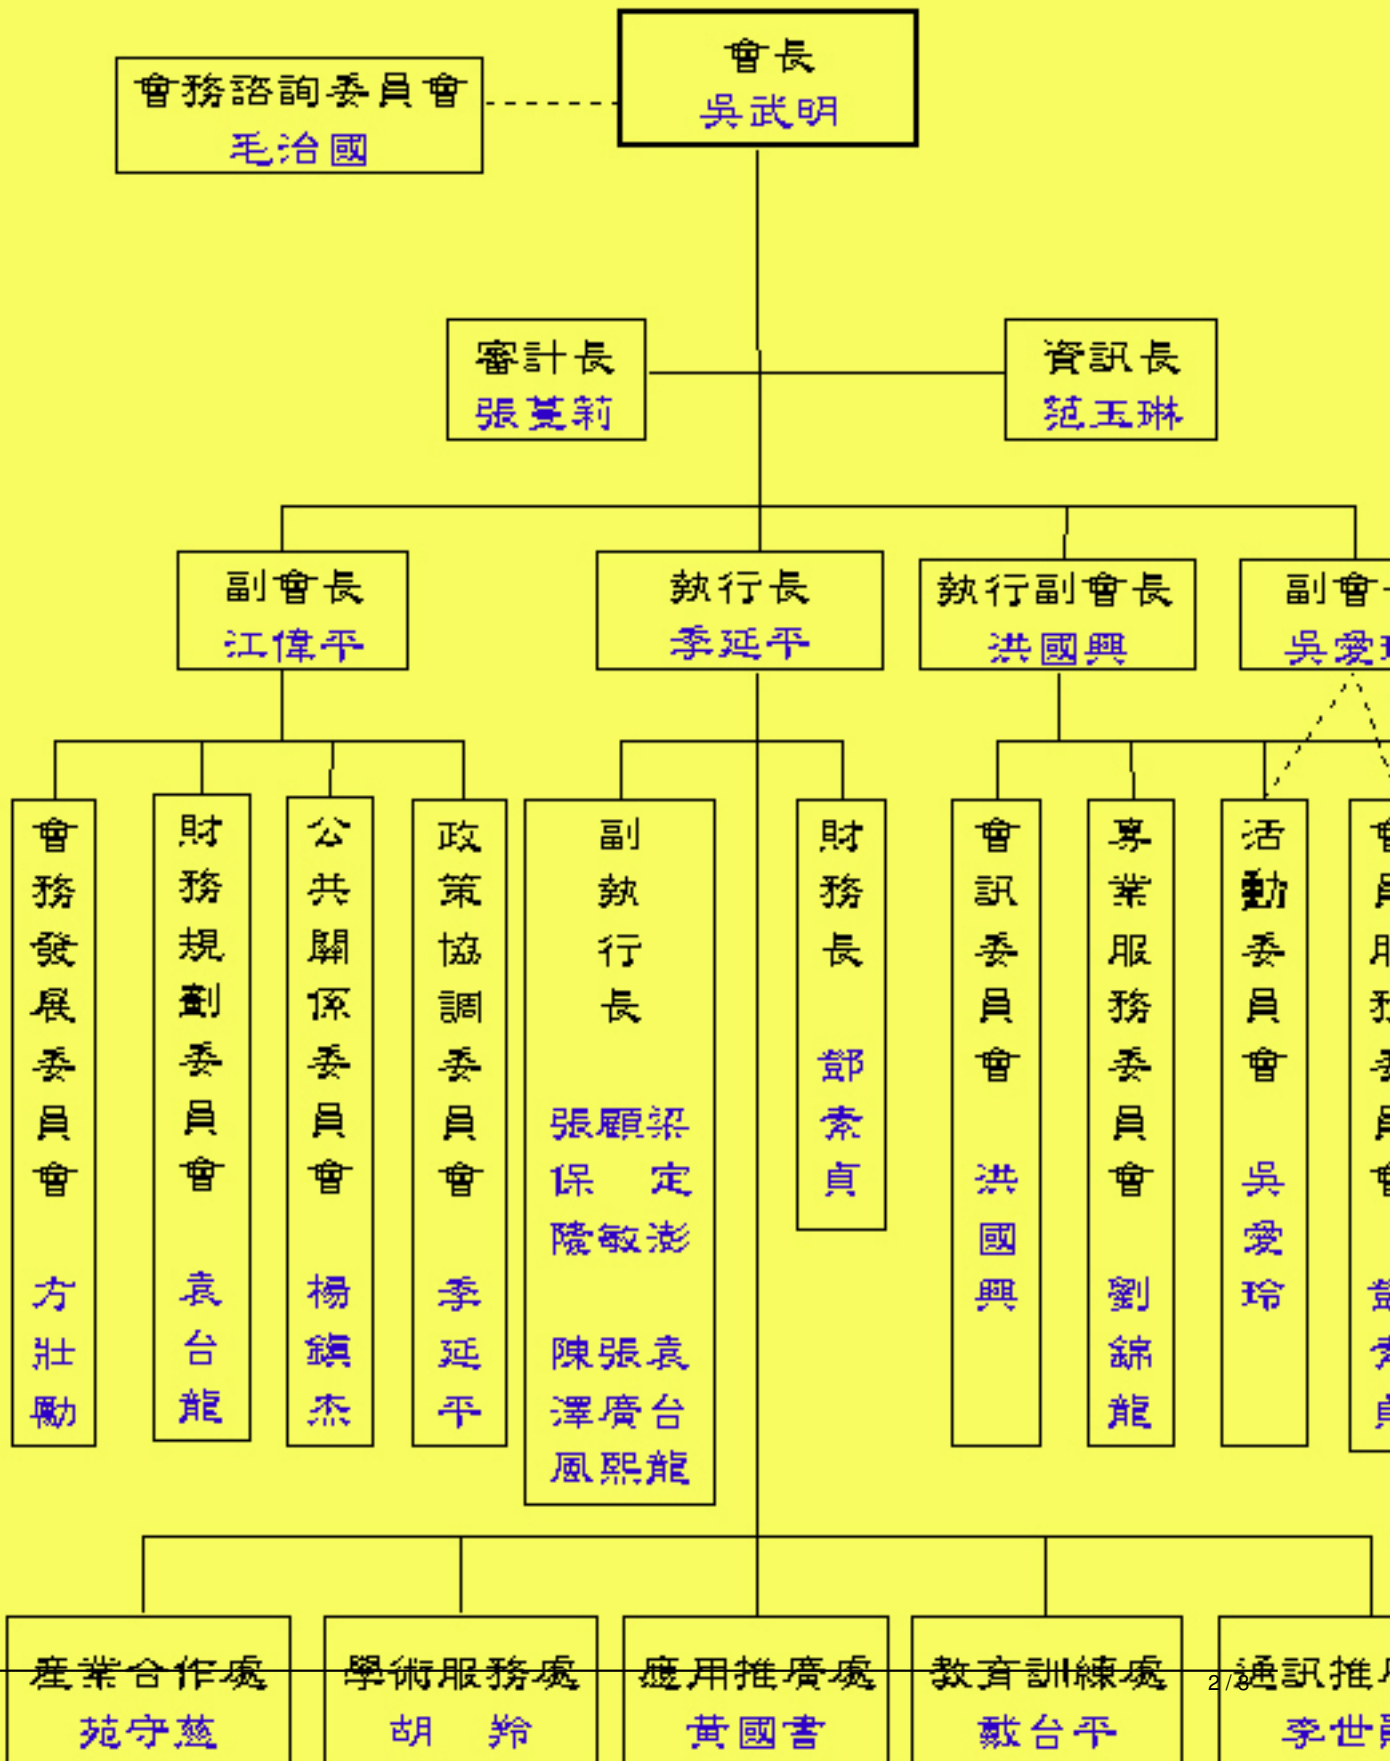 會長
吳武明
會務諮詢委員會
毛治國
審計長
張蔓莉
資訊長
范玉琳
副會長
江偉平
執行長
季延平
執行副會長
洪國興
副會
吳愛
會務發展委員會
方壯勵
財務規劃委員會
袁台龍
公共關係委員會
楊鎮杰
政策協調委員會
季延平
副執行長
張保隆
顧敏
梁定澎
陳澤風
張廣熙
袁台龍
財務長
鄧素貞
會訊委員會
洪國興
專業服務委員會
劉錦龍
活動委員會
吳愛玲
產業合作處
苑守慈
學術服務處
胡 羚
應用推廣處
黃國書
教育訓練處
戴台平
通訊推
李世
2 / 3